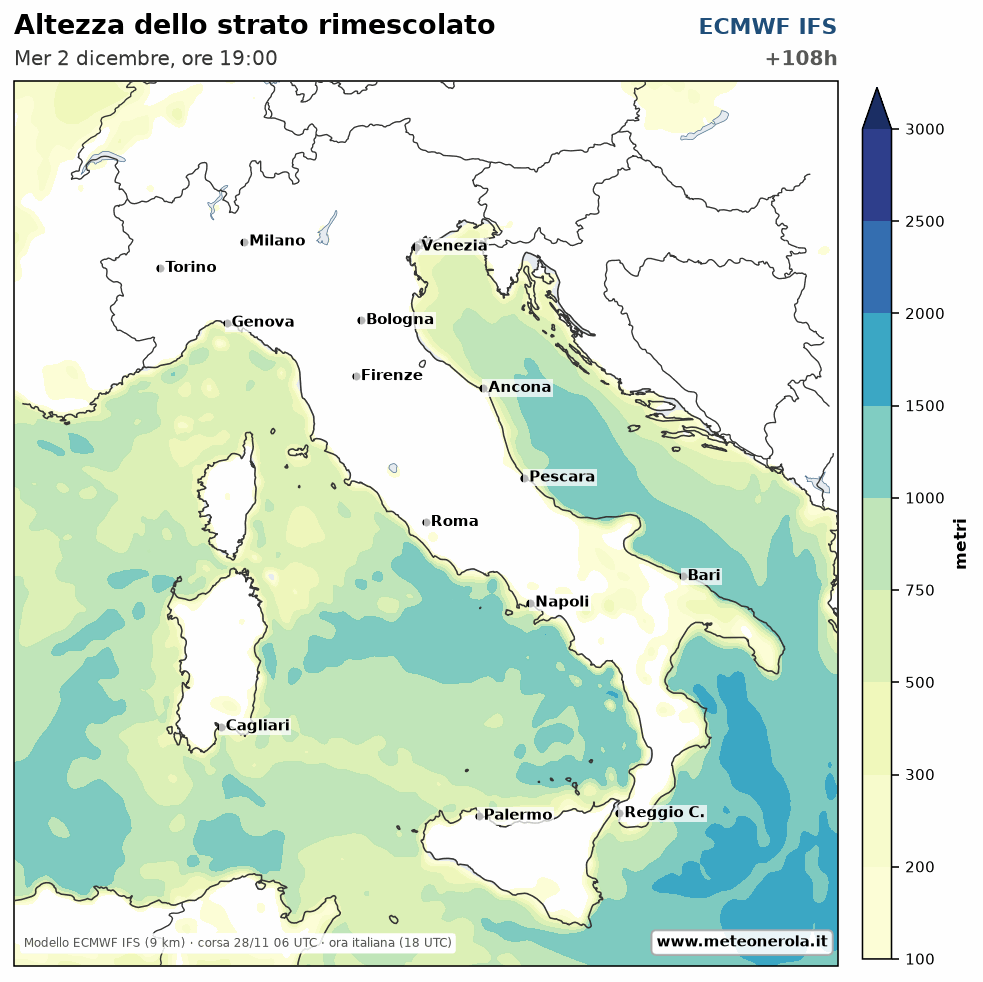 Altezza dello strato rimescolato
ECMWF IFS
Mer 2 dicembre, ore 19:00
+108h
3000
2500
2000
1500
1000
750
500
300
200
100
metri
Milano
Venezia
Torino
Genova
Bologna
Firenze
Ancona
Pescara
Roma
Bari
Napoli
Cagliari
Palermo
Reggio C.
Modello ECMWF IFS (9 km) · corsa 28/11 06 UTC · ora italiana (18 UTC)
www.meteonerola.it